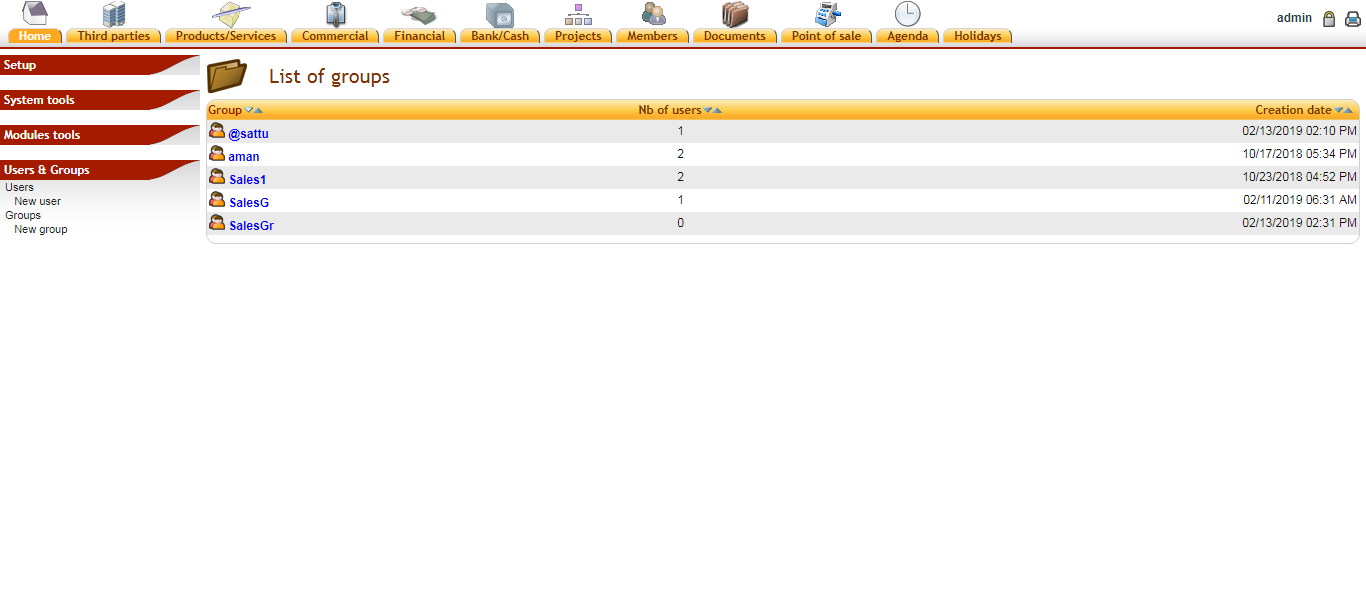 admin
Home Third parties Products/Services Commercial Financial Bank/Cash Projects Members Documents Point of sale Agenda Holidays
Setup
System tools
Modules tools
Users & Groups
Users
New user
Groups
New group
List of groups
Group Nb of users Creation date
@sattu 1 02/13/2019 02:10 PM
aman 2 10/17/2018 05:34 PM
Sales1 2 10/23/2018 04:52 PM
SalesG 1 02/11/2019 06:31 AM
SalesGr 0 02/13/2019 02:31 PM